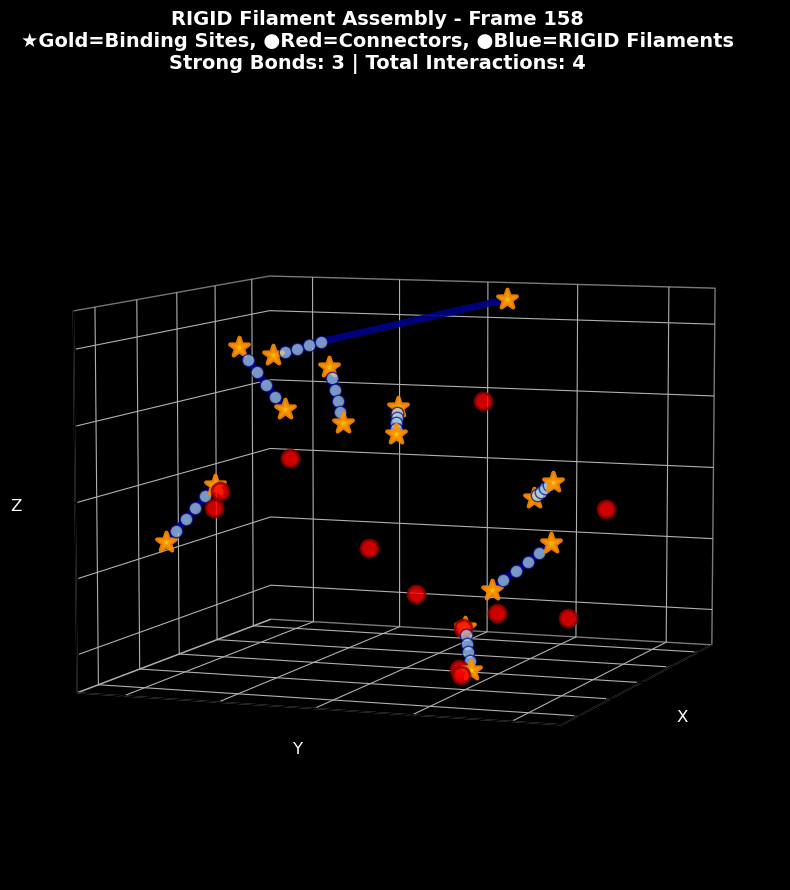 RIGID Filament Assembly - Frame 158
★Gold=Binding Sites, ●Red=Connectors, ●Blue=RIGID Filaments
Strong Bonds: 3 | Total Interactions: 4
Z
X
Y